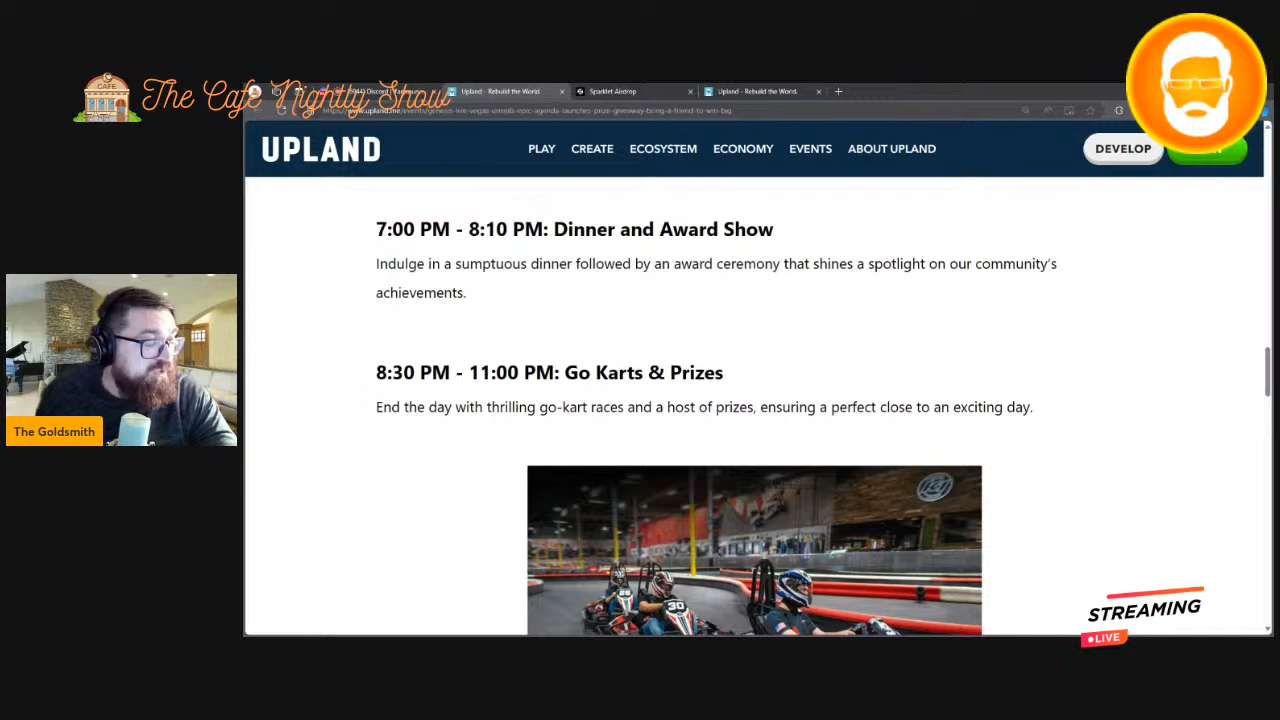 CAFE
The Cafe Nightly Show
Upland - Rebuild the World.
Sparklet Airdrop
Upland - Rebuild the World.
UPLAND
PLAY
CREATE
ECOSYSTEM
ECONOMY
EVENTS
ABOUT UPLAND
DEVELOP
7:00 PM - 8:10 PM: Dinner and Award Show
Indulge in a sumptuous dinner followed by an award ceremony that shines a spotlight on our community's
achievements.
8:30 PM - 11:00 PM: Go Karts & Prizes
End the day with thrilling go-kart races and a host of prizes, ensuring a perfect close to an exciting day.
30
The Goldsmith
STREAMING
LIVE